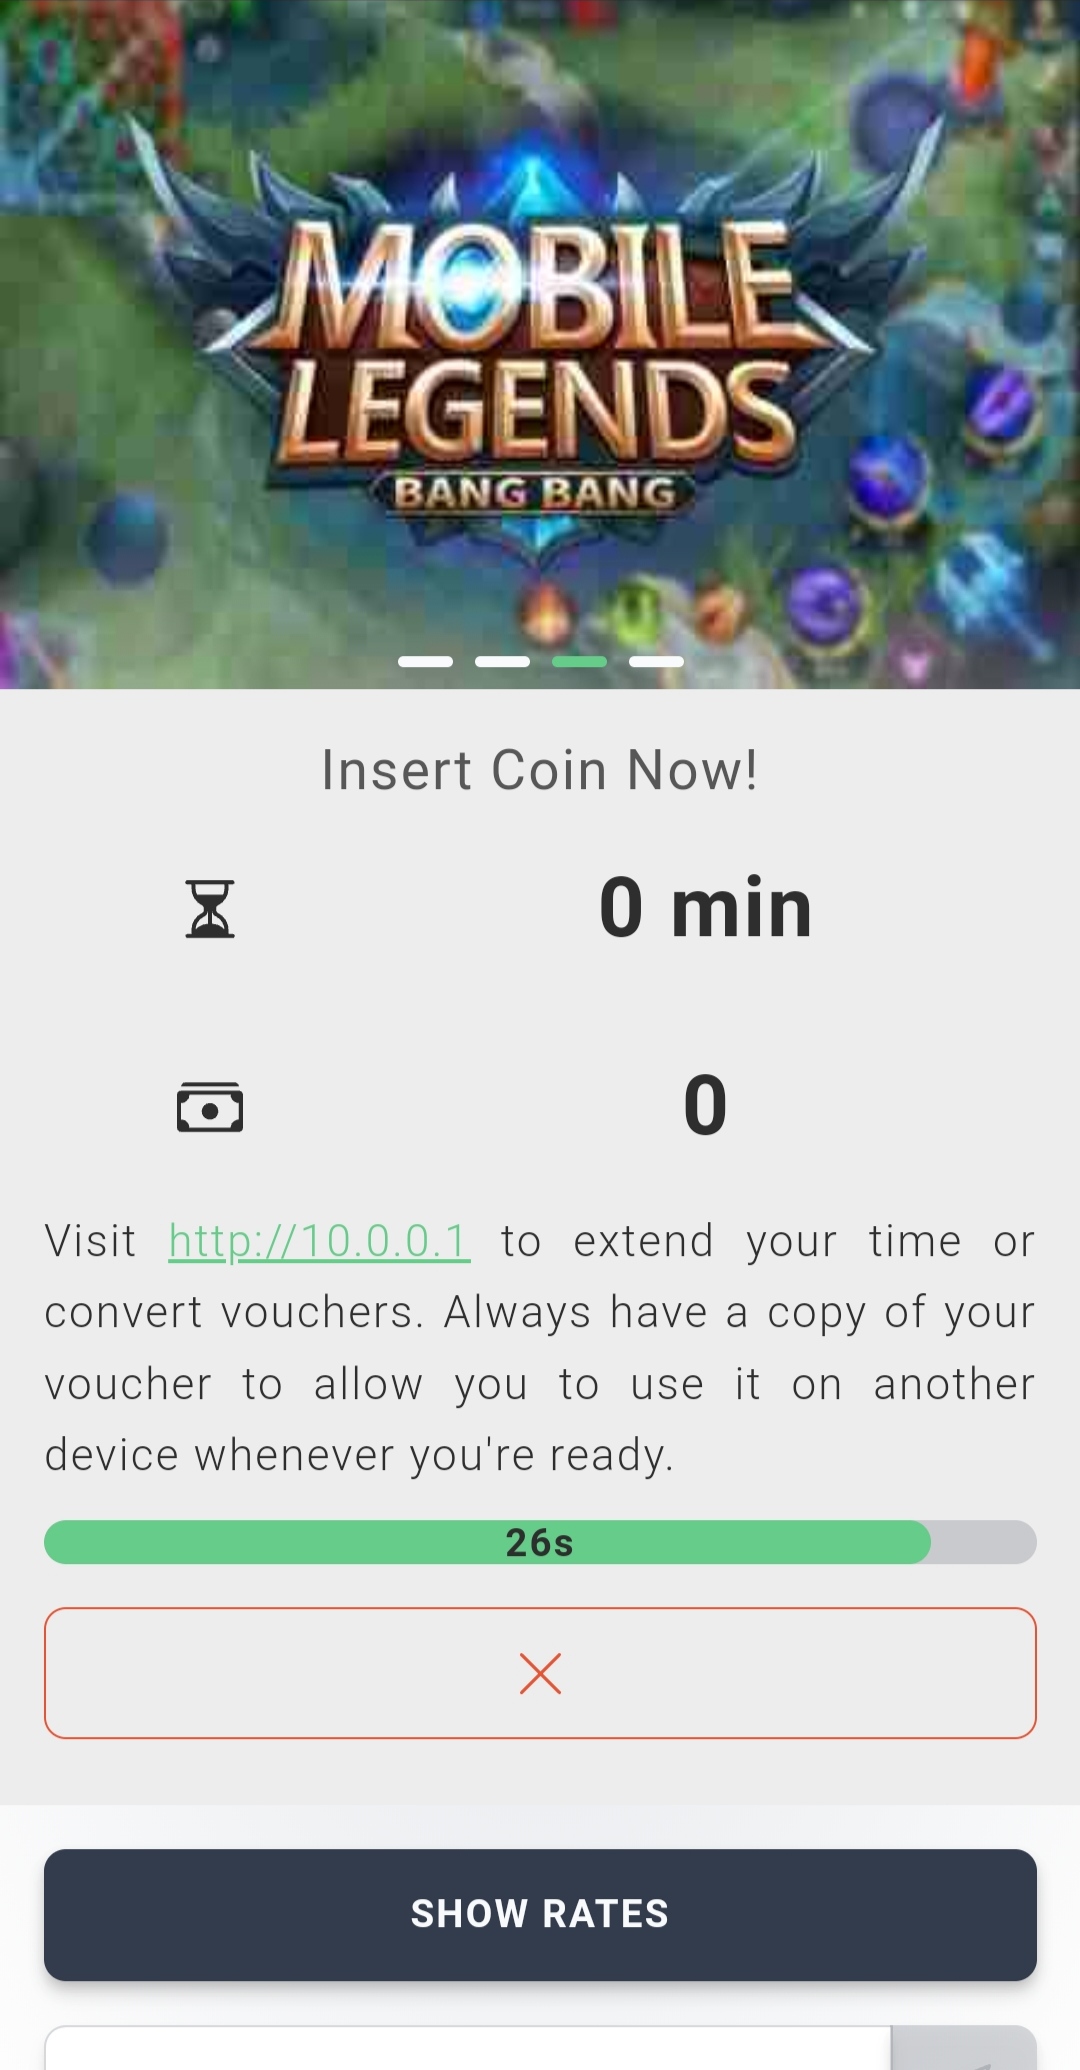 MOBILE
LEGENDS
BANG BANG
Insert Coin Now!
0 min
0
Visit http://10.0.0.1 to extend your time or
convert vouchers. Always have a copy of your
voucher to allow you to use it on another
device whenever you're ready.
26s
SHOW RATES